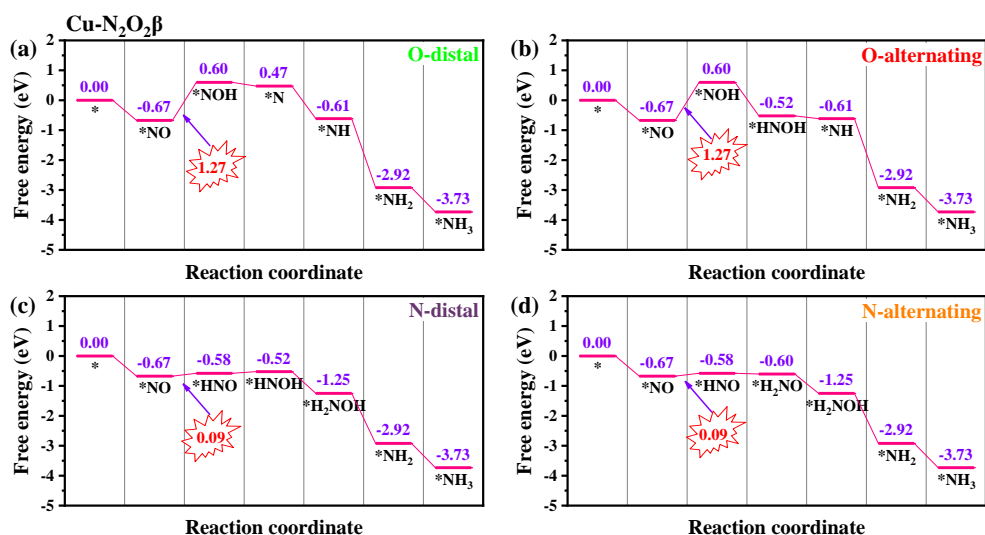 Cu-N₂O₂β
(a)
O-distal
Free energy (eV)
2
1
0
-1
-2
-3
-4
-5
0.00
*
-0.67
*NO
0.60
*NOH
0.47
*N
-0.61
*NH
-2.92
*NH₂
-3.73
*NH₃
1.27
Reaction coordinate
(b)
O-alternating
Free energy (eV)
2
1
0
-1
-2
-3
-4
-5
0.00
*
-0.67
*NO
0.60
*NOH
-0.52
*HNOH
-0.61
*NH
-2.92
*NH₂
-3.73
*NH₃
1.27
Reaction coordinate
(c)
N-distal
Free energy (eV)
2
1
0
-1
-2
-3
-4
-5
0.00
*
-0.67
*NO
-0.58
*HNO
-0.52
*HNOH
-1.25
*H₂NOH
-2.92
*NH₂
-3.73
*NH₃
0.09
Reaction coordinate
(d)
N-alternating
Free energy (eV)
2
1
0
-1
-2
-3
-4
-5
0.00
*
-0.67
*NO
-0.58
*HNO
-0.60
*H₂NO
-1.25
*H₂NOH
-2.92
*NH₂
-3.73
*NH₃
0.09
Reaction coordinate